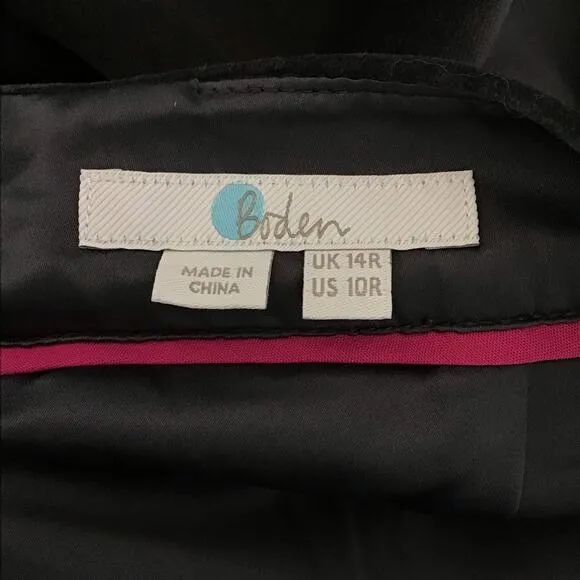 Boden
MADE IN
CHINA
UK 14R
US 10R